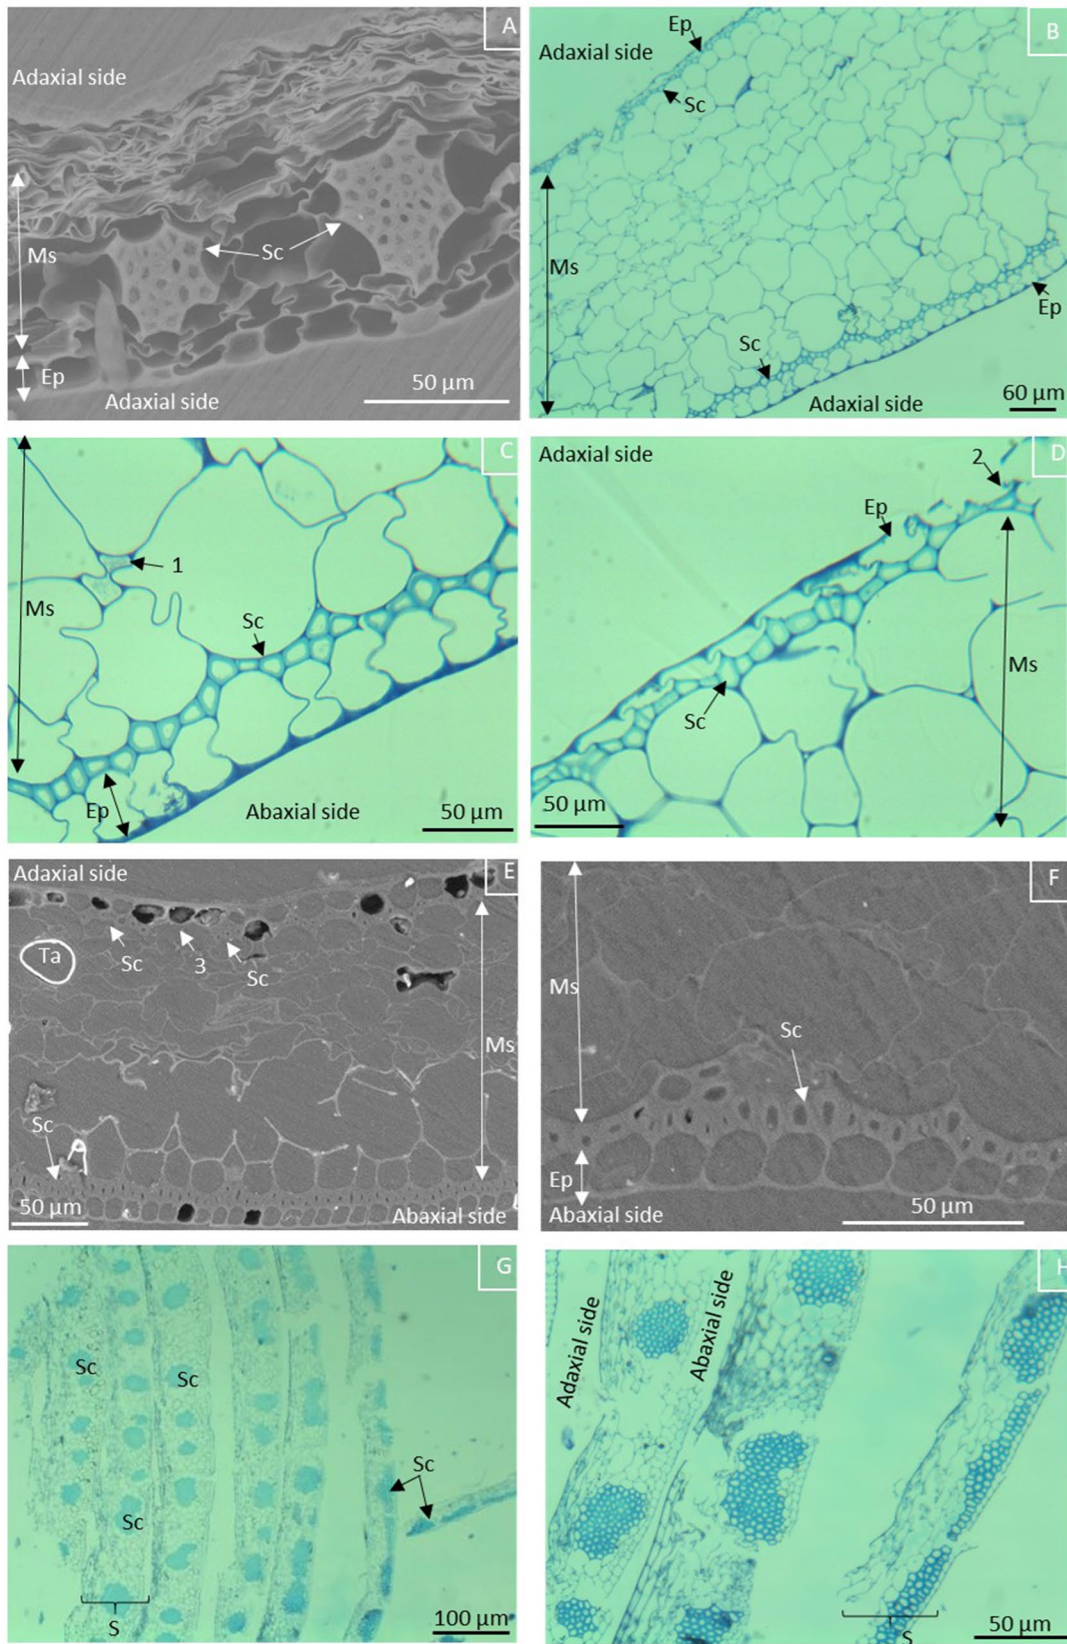 A
Adaxial side
Ms
Sc
Ep
50 µm
Adaxial side
B
Ep
Adaxial side
Sc
Ms
Ep
Sc
Adaxial side
60 µm
C
1
Ms
Sc
Ep
Abaxial side
50 µm
D
Adaxial side
2
Ep
Ms
Sc
50 µm
E
Adaxial side
Ta
Sc
3
Sc
Ms
Sc
50 µm
Abaxial side
F
Ms
Sc
Ep
Abaxial side
50 µm
G
Sc
Sc
Sc
Sc
S
100 µm
H
Adaxial side
Abaxial side
S
50 µm